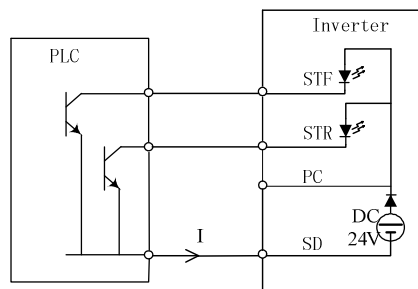 Inverter
PLC
STF
STR
PC
DC
I
SD
24V